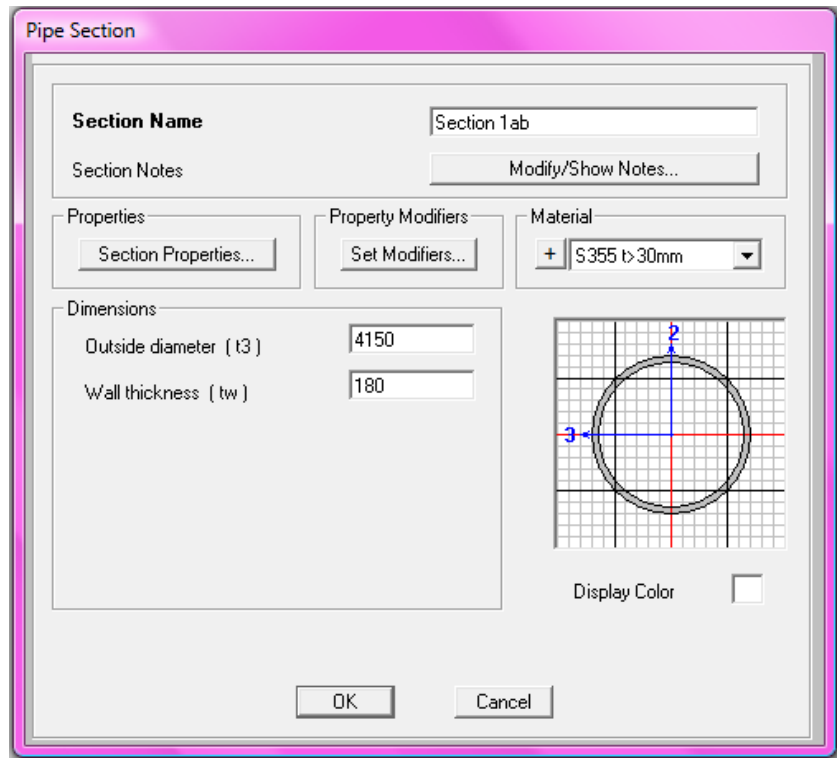 Pipe Section
Section Name Section 1ab
Section Notes Modify/Show Notes...
Properties Property Modifiers Material
Section Properties... Set Modifiers... + S355 t>30mm
Dimensions
Outside diameter ( t3 ) 4150
Wall thickness ( tw ) 180
2
3
Display Color
OK Cancel